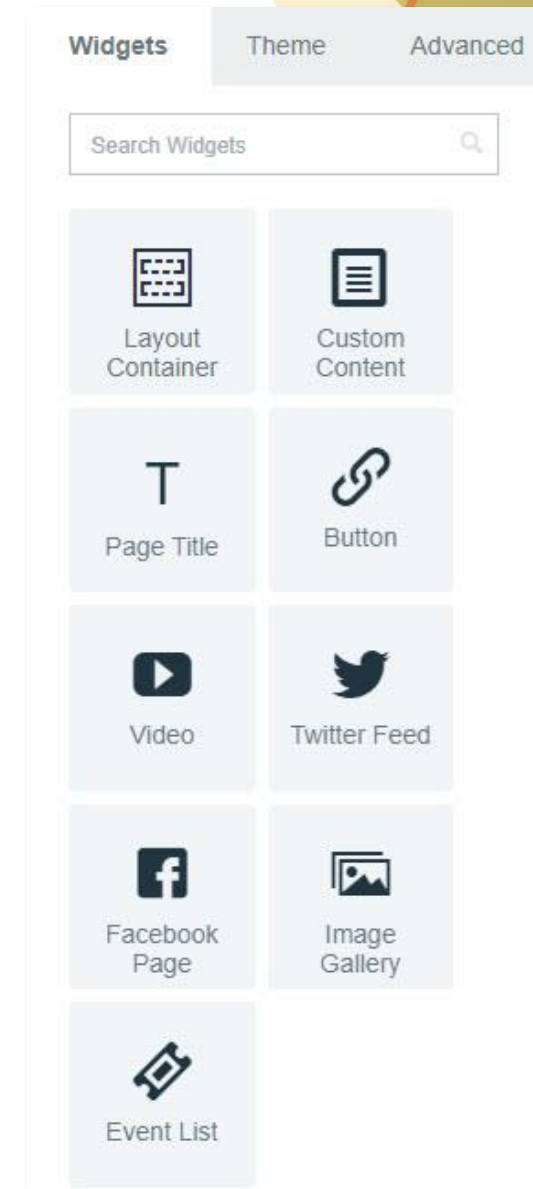 Widgets Theme Advanced
Search Widgets
Layout
Container
Custom
Content
Page Title
Button
Video
Twitter Feed
Facebook
Page
Image
Gallery
Event List